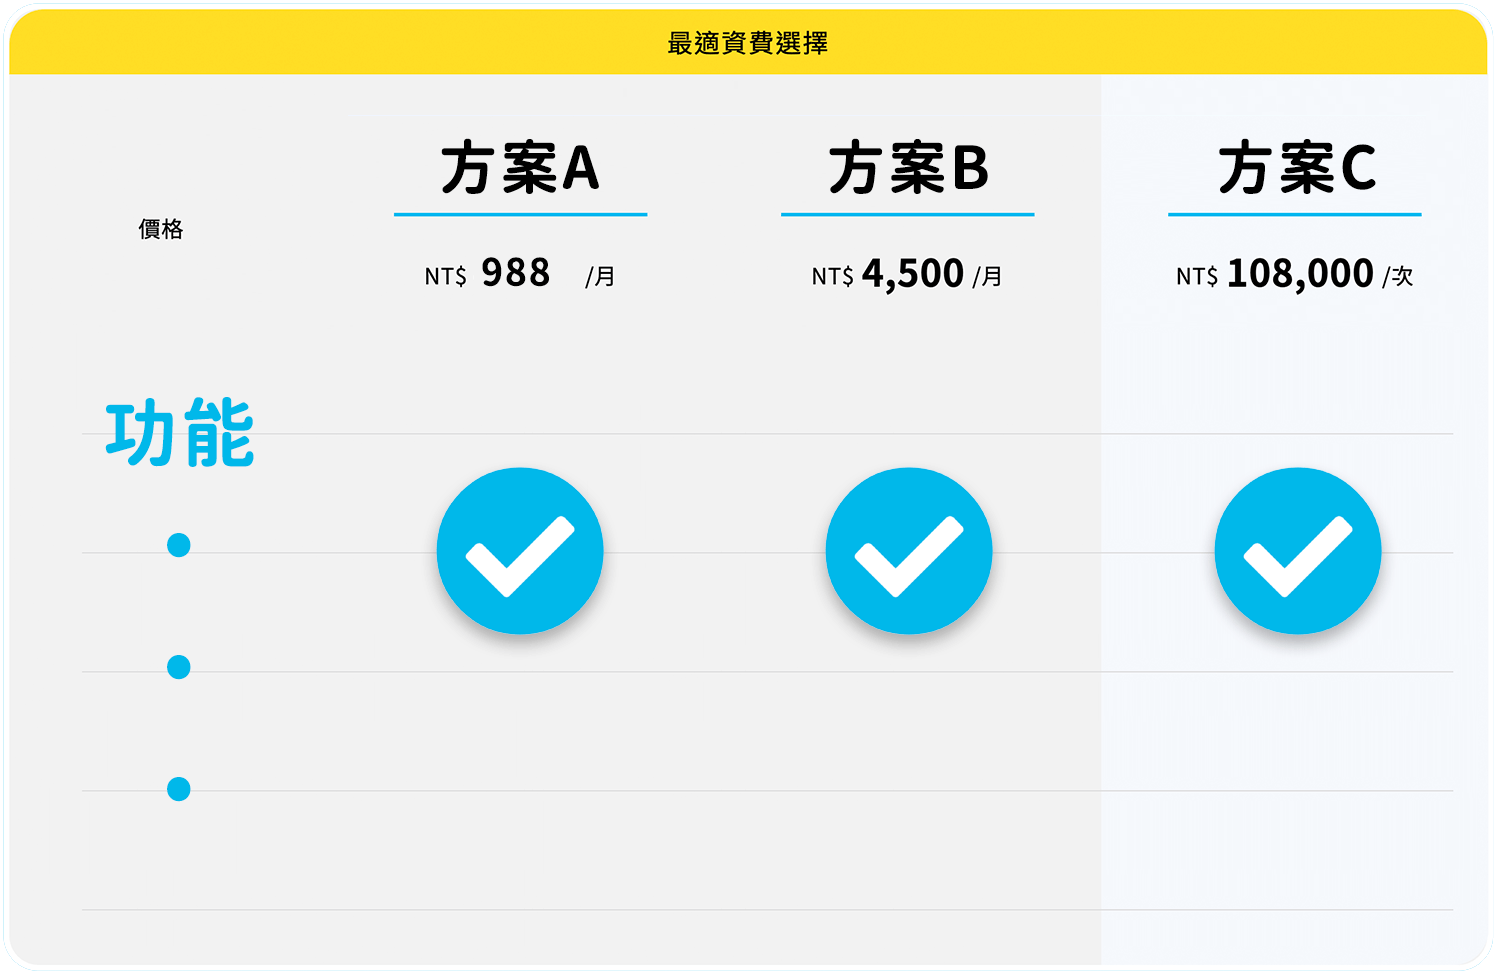 最適資費選擇
方案A
方案B
方案C
價格
NT$ 988 /月
NT$ 4,500 /月
NT$ 108,000 /次
功能